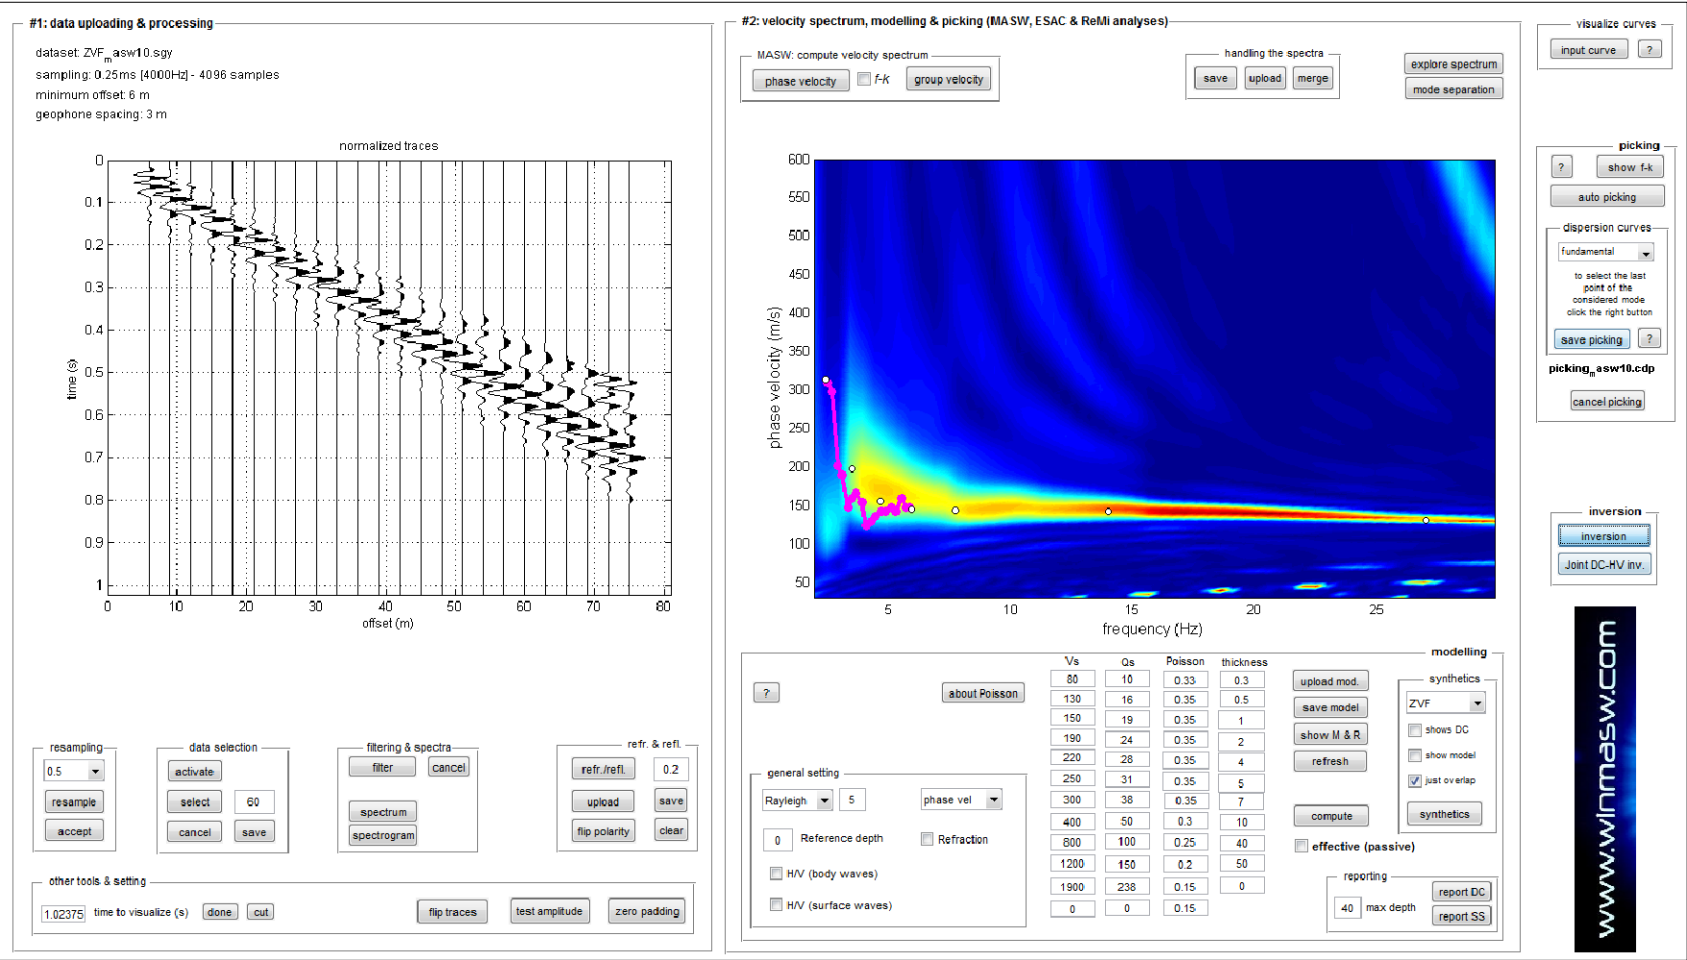 #1: data uploading & processing
dataset: ZVF_masw10.sgy
sampling: 0.25ms [4000Hz] - 4096 samples
minimum offset: 6 m
geophone spacing: 3 m
normalized traces
0
0.1
0.2
0.3
0.4
0.5
0.6
0.7
0.8
0.9
1
time (s)
0 10 20 30 40 50 60 70 80
offset (m)
resampling
0.5
resample
accept
data selection
activate
select 60
cancel save
filtering & spectra
filter cancel
spectrum
spectrogram
refr. & refl.
refr./refl. 0.2
upload save
flip polarity clear
other tools & setting
1.02375 time to visualize (s) done cut flip traces test amplitude zero padding
#2: velocity spectrum, modelling & picking (MASW, ESAC & ReMi analyses)
MASW: compute velocity spectrum
phase velocity f-k group velocity
handling the spectra
save upload merge
explore spectrum
mode separation
600
550
500
450
400
350
300
250
200
150
100
50
phase velocity (m/s)
5 10 15 20 25
frequency (Hz)
modelling
?
about Poisson
general setting
Rayleigh 5 phase vel
0 Reference depth Refraction
H/V (body waves)
H/V (surface waves)
Vs Qs Poisson thickness
80 10 0.33 0.3
130 16 0.35 0.5
150 19 0.35 1
190 24 0.35 2
220 28 0.35 4
250 31 0.35 5
300 38 0.35 7
400 50 0.3 10
800 100 0.25 40
1200 150 0.2 50
1900 238 0.15 0
0 0 0.15
upload mod.
save model
show M & R
refresh
compute
effective (passive)
synthetics
ZVF
shows DC
show model
just overlap
synthetics
reporting
40 max depth
report DC
report SS
visualize curves
input curve ?
picking
? show f-k
auto picking
dispersion curves
fundamental
to select the last
point of the
considered mode
click the right button
save picking ?
picking_masw10.cdp
cancel picking
inversion
inversion
Joint DC-HV inv.
www.winmasw.com